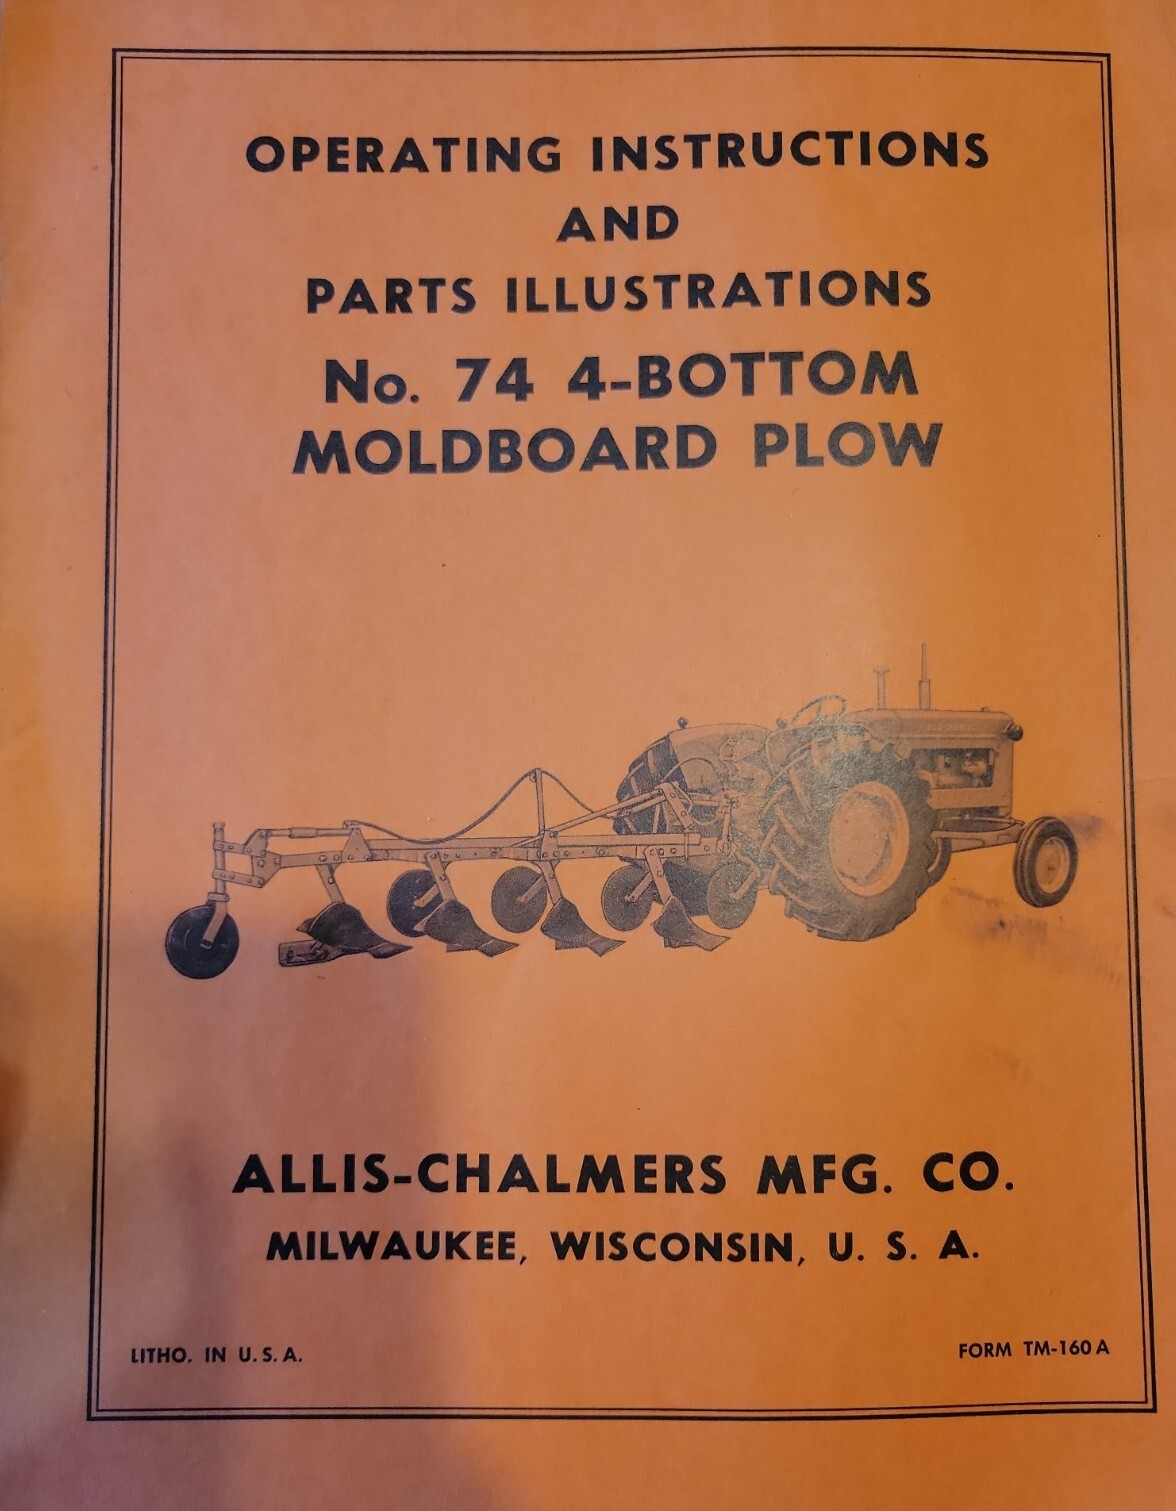 OPERATING INSTRUCTIONS
AND
PARTS ILLUSTRATIONS
No. 74 4-BOTTOM
MOLDBOARD PLOW
ALLIS-CHALMERS MFG. CO.
MILWAUKEE, WISCONSIN, U. S. A.
LITHO. IN U. S. A.
FORM TM-160 A